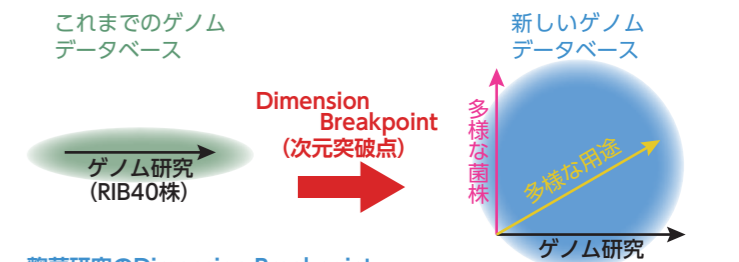 これまでのゲノム
データベース
新しいゲノム
データベース
Dimension
Breakpoint
(次元突破点)
ゲノム研究
(RIB40株)
多様な菌株
多様な用途
ゲノム研究